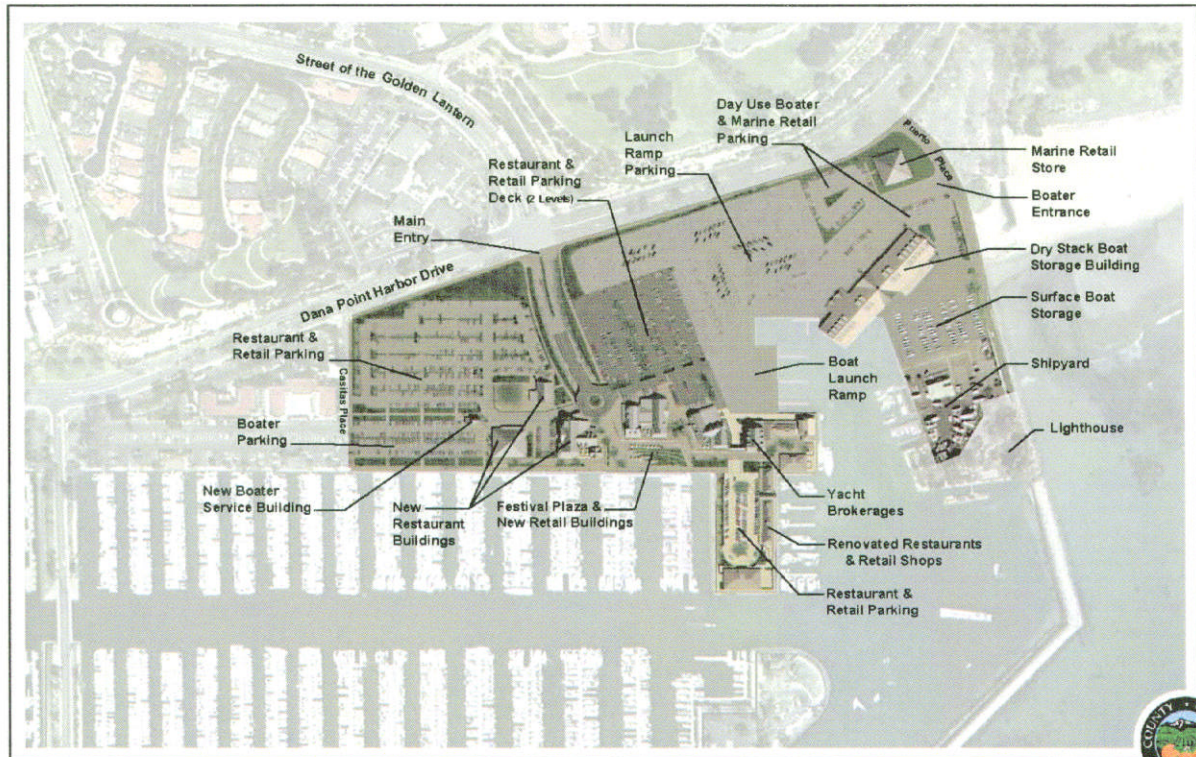 Street of the Golden Lantern
Day Use Boater
& Marine Retail
Parking
Launch
Ramp
Parking
Restaurant &
Retail Parking
Deck (2 Levels)
Main
Entry
Puerto Place
Marine Retail
Store
Boater
Entrance
Dry Stack Boat
Storage Building
Surface Boat
Storage
Shipyard
Lighthouse
Dana Point Harbor Drive
Restaurant &
Retail Parking
Casitas Place
Boater
Parking
Boat
Launch
Ramp
New Boater
Service Building
New
Restaurant
Buildings
Festival Plaza &
New Retail Buildings
Yacht
Brokerages
Renovated Restaurants
& Retail Shops
Restaurant &
Retail Parking
COUNTY